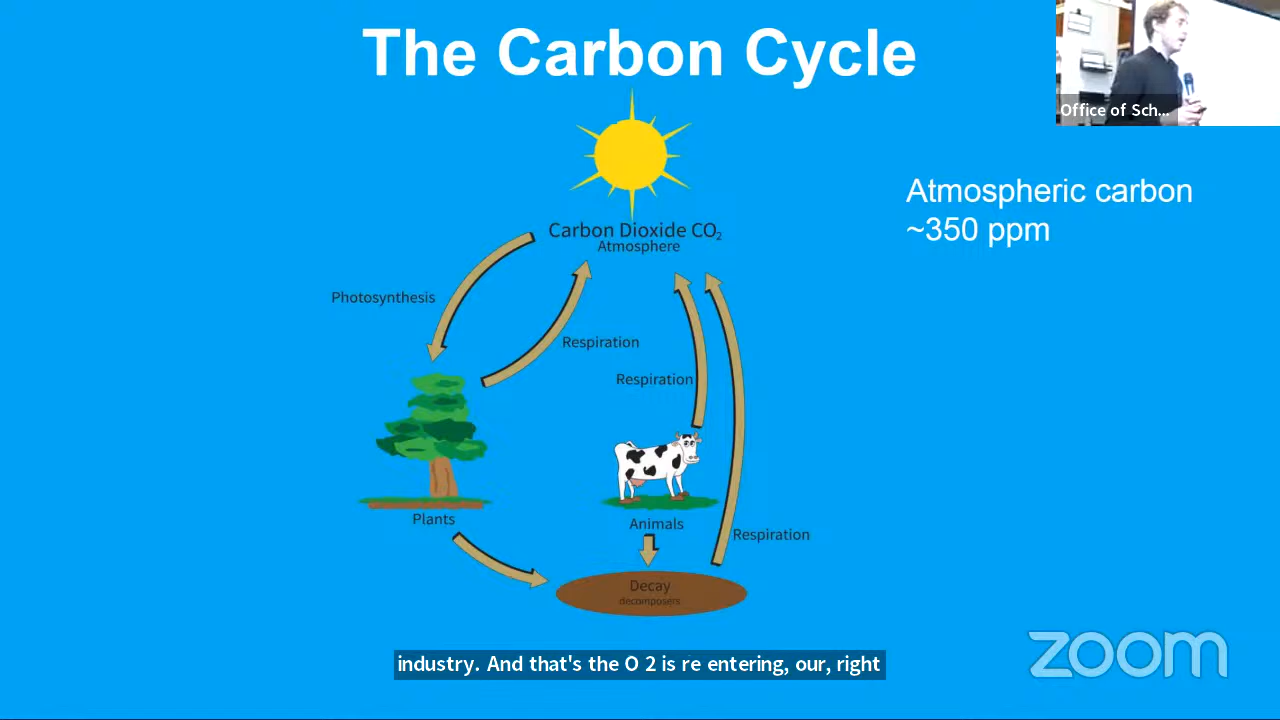 The Carbon Cycle
Office of Sch...
Atmospheric carbon
~350 ppm
Carbon Dioxide CO₂
Atmosphere
Photosynthesis
Respiration
Respiration
Plants
Animals
Respiration
Decay
decomposers
industry. And that's the O 2 is re entering, our, right
zoom